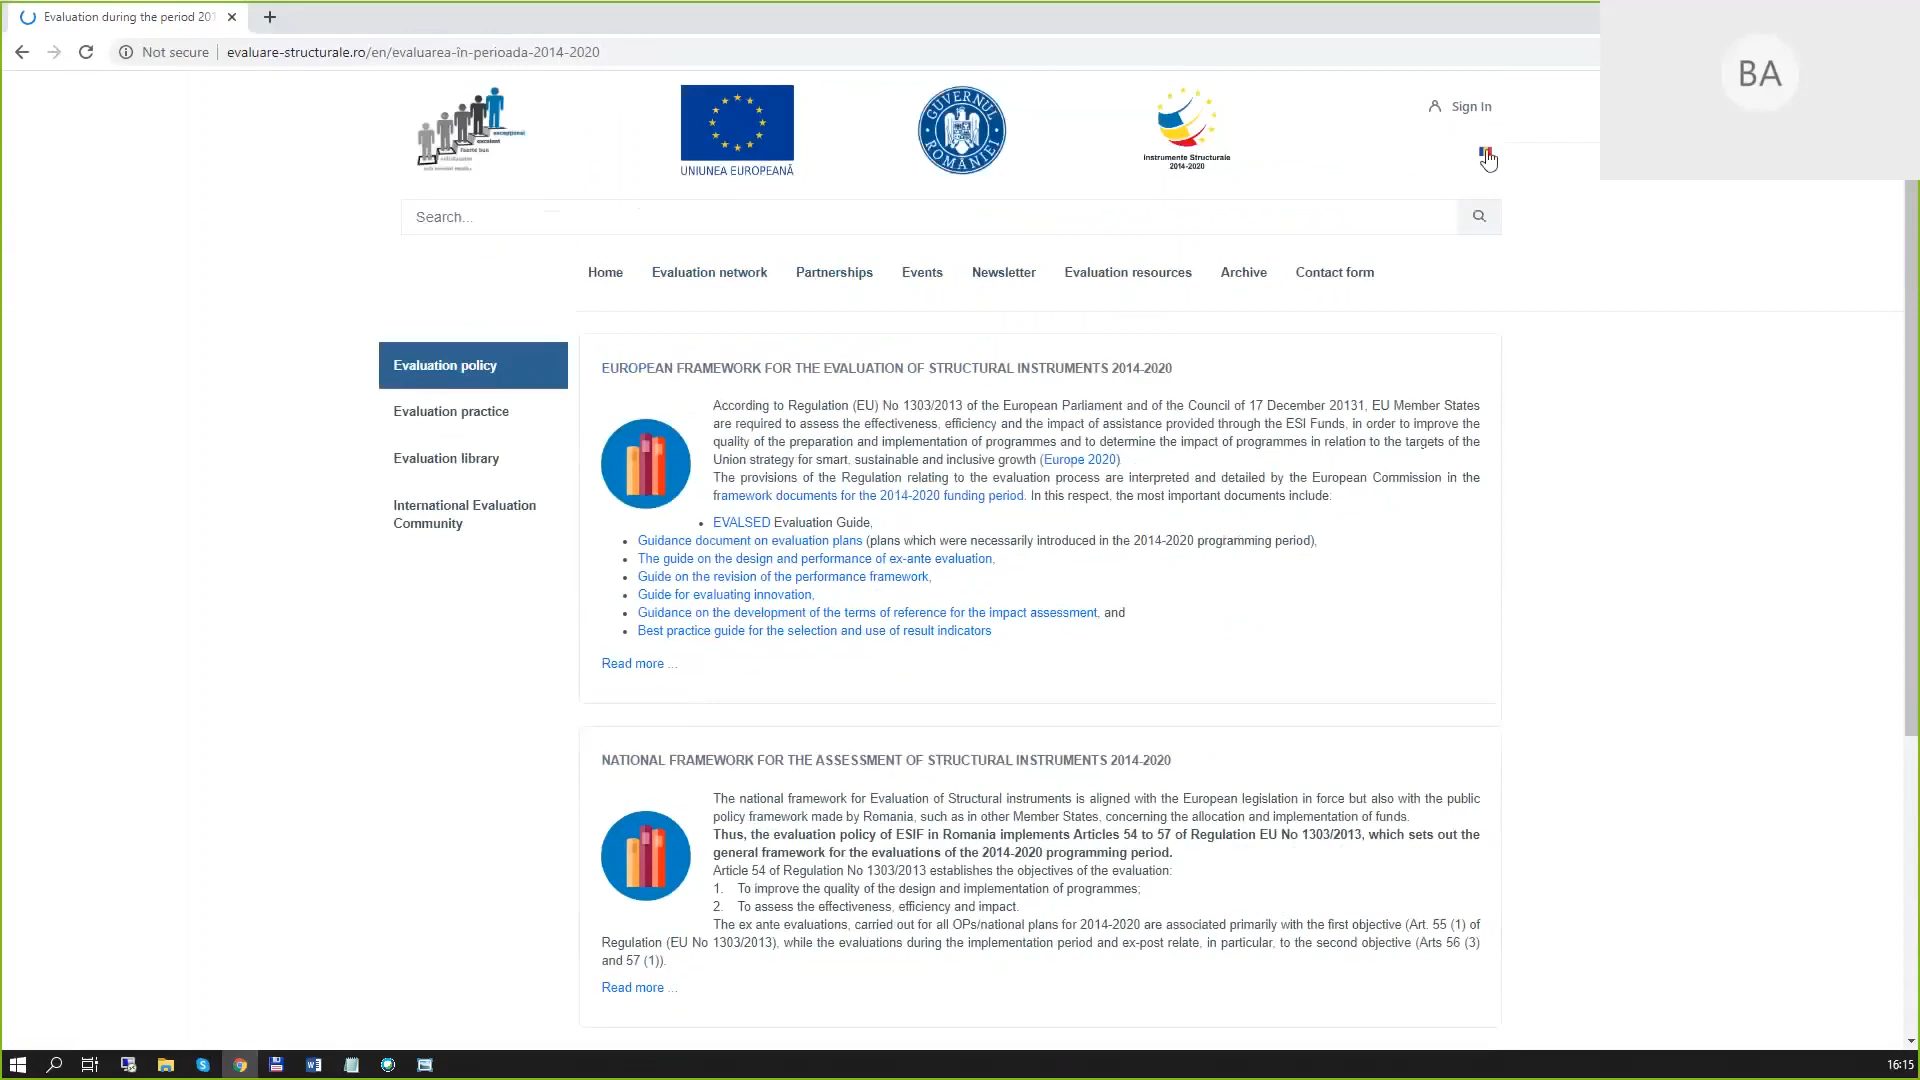 Evaluation during the period 201
Not secure
evaluare-structurale.ro/en/evaluarea-în-perioada-2014-2020
BA
excepțional
excelent
foarte bun
UNIUNEA EUROPEANĂ
GUVERNUL ROMÂNIEI
Instrumente Structurale
2014-2020
Sign In
Search...
Home
Evaluation network
Partnerships
Events
Newsletter
Evaluation resources
Archive
Contact form
Evaluation policy
Evaluation practice
Evaluation library
International Evaluation
Community
EUROPEAN FRAMEWORK FOR THE EVALUATION OF STRUCTURAL INSTRUMENTS 2014-2020
According to Regulation (EU) No 1303/2013 of the European Parliament and of the Council of 17 December 20131, EU Member States
are required to assess the effectiveness, efficiency and the impact of assistance provided through the ESI Funds, in order to improve the
quality of the preparation and implementation of programmes and to determine the impact of programmes in relation to the targets of the
Union strategy for smart, sustainable and inclusive growth (Europe 2020)
The provisions of the Regulation relating to the evaluation process are interpreted and detailed by the European Commission in the
framework documents for the 2014-2020 funding period. In this respect, the most important documents include:
• EVALSED Evaluation Guide,
• Guidance document on evaluation plans (plans which were necessarily introduced in the 2014-2020 programming period),
• The guide on the design and performance of ex-ante evaluation,
• Guide on the revision of the performance framework,
• Guide for evaluating innovation,
• Guidance on the development of the terms of reference for the impact assessment, and
• Best practice guide for the selection and use of result indicators
Read more ...
NATIONAL FRAMEWORK FOR THE ASSESSMENT OF STRUCTURAL INSTRUMENTS 2014-2020
The national framework for Evaluation of Structural instruments is aligned with the European legislation in force but also with the public
policy framework made by Romania, such as in other Member States, concerning the allocation and implementation of funds.
Thus, the evaluation policy of ESIF in Romania implements Articles 54 to 57 of Regulation EU No 1303/2013, which sets out the
general framework for the evaluations of the 2014-2020 programming period.
Article 54 of Regulation No 1303/2013 establishes the objectives of the evaluation:
1. To improve the quality of the design and implementation of programmes;
2. To assess the effectiveness, efficiency and impact.
The ex ante evaluations, carried out for all OPs/national plans for 2014-2020 are associated primarily with the first objective (Art. 55 (1) of
Regulation (EU No 1303/2013), while the evaluations during the implementation period and ex-post relate, in particular, to the second objective (Arts 56 (3)
and 57 (1)).
Read more ...
16:15